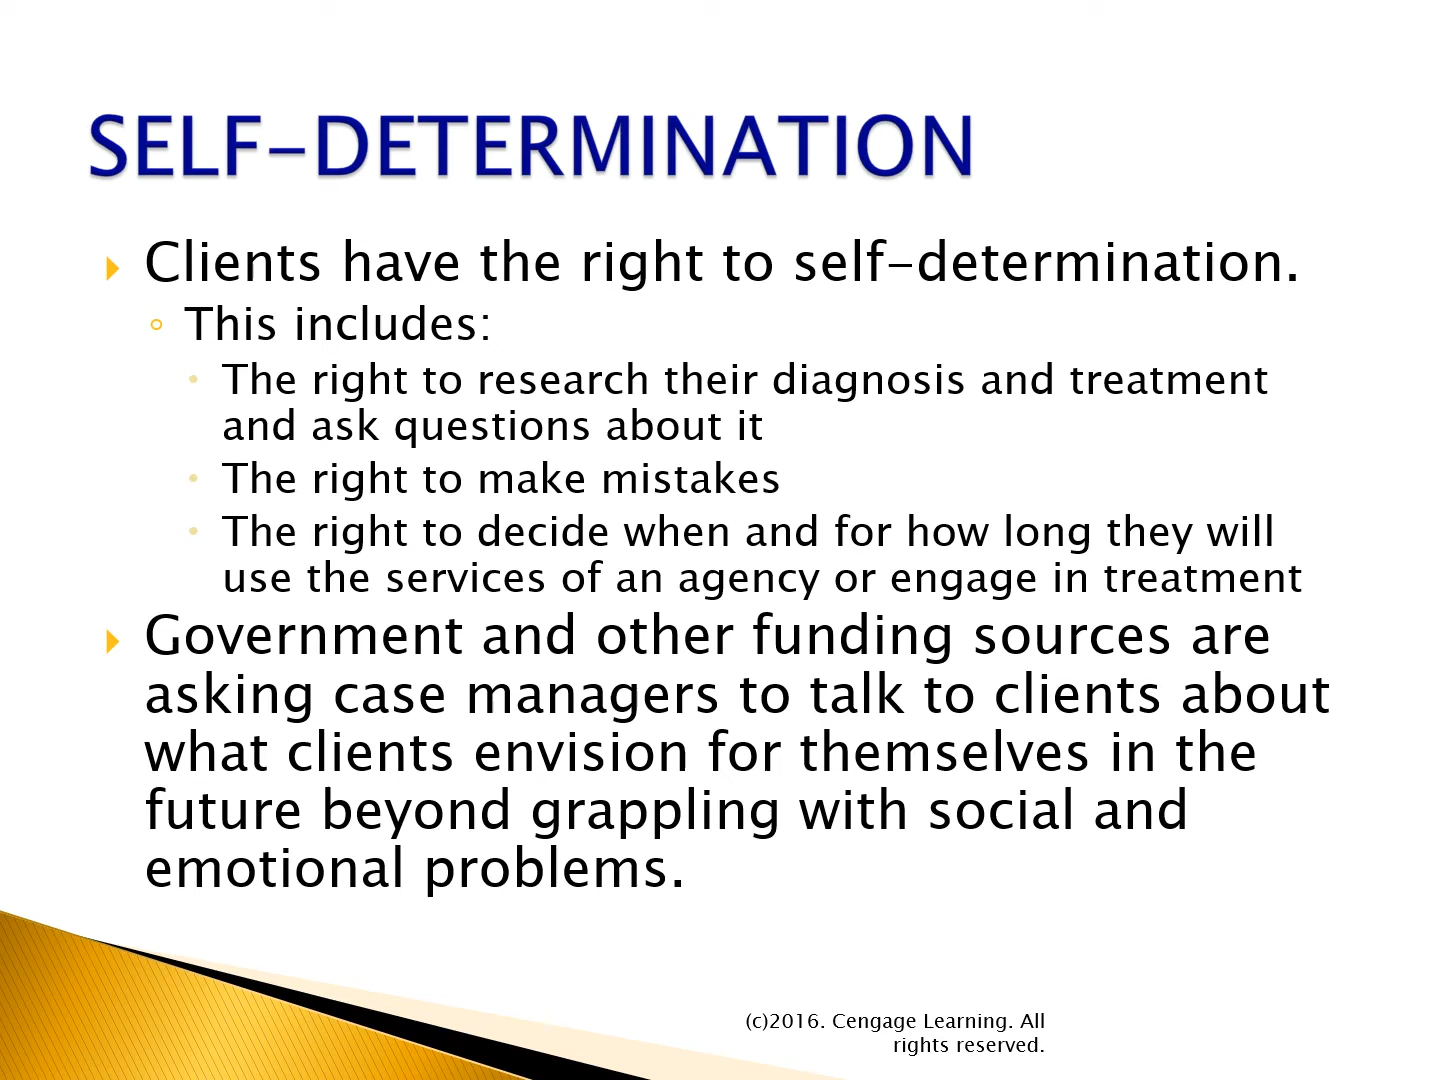 SELF-DETERMINATION
Clients have the right to self-determination.
This includes:
The right to research their diagnosis and treatment
and ask questions about it
The right to make mistakes
The right to decide when and for how long they will
use the services of an agency or engage in treatment
Government and other funding sources are
asking case managers to talk to clients about
what clients envision for themselves in the
future beyond grappling with social and
emotional problems.
(c)2016. Cengage Learning. All
rights reserved.